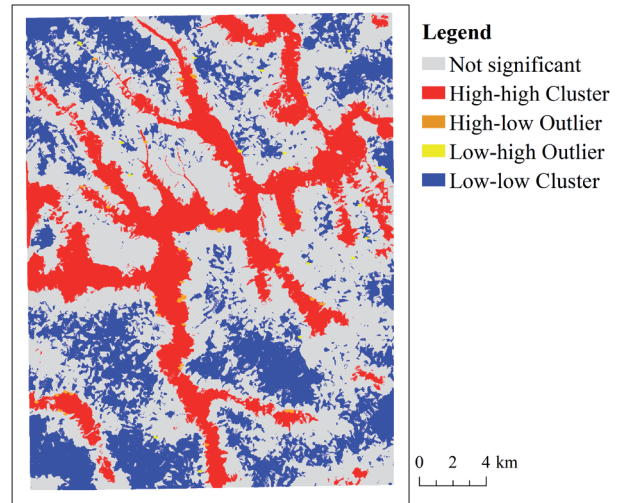 Legend
Not significant
High-high Cluster
High-low Outlier
Low-high Outlier
Low-low Cluster
0 2 4 km